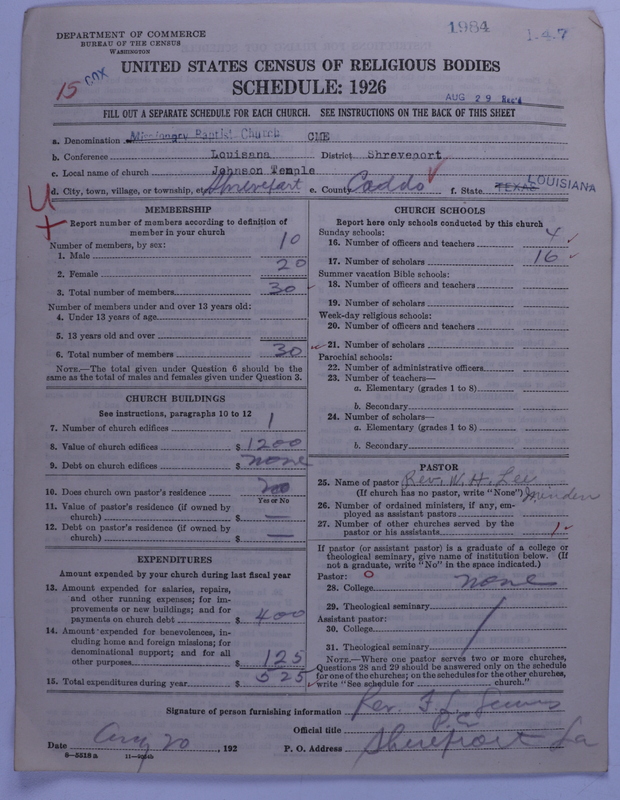 DEPARTMENT OF COMMERCE
BUREAU OF THE CENSUS
WASHINGTON
1984
1-4-7
15 COX
UNITED STATES CENSUS OF RELIGIOUS BODIES
SCHEDULE: 1926
AUG 29 Rec'd
FILL OUT A SEPARATE SCHEDULE FOR EACH CHURCH. SEE INSTRUCTIONS ON THE BACK OF THIS SHEET
a. Denomination Missionary Baptist Church CME
b. Conference Louisana District Shreveport
c. Local name of church Johnson Temple
d. City, town, village, or township, etc. Shreveport e. County Caddo f. State TEXAS LOUISIANA
MEMBERSHIP
Report number of members according to definition of
member in your church
Number of members, by sex:
1. Male 10
2. Female 20
3. Total number of members 30
Number of members under and over 13 years old:
4. Under 13 years of age
5. 13 years old and over
6. Total number of members 30
NOTE.—The total given under Question 6 should be the
same as the total of males and females given under Question 3.
CHURCH BUILDINGS
See instructions, paragraphs 10 to 12
7. Number of church edifices 1
8. Value of church edifices $ 1200
9. Debt on church edifices $ none
10. Does church own pastor's residence no
Yes or No
11. Value of pastor's residence (if owned by
church) $ —
12. Debt on pastor's residence (if owned by
church) $ —
EXPENDITURES
Amount expended by your church during last fiscal year
13. Amount expended for salaries, repairs,
and other running expenses; for im-
provements or new buildings; and for
payments on church debt $ 400
14. Amount expended for benevolences, in-
cluding home and foreign missions; for
denominational support; and for all
other purposes $ 125
15. Total expenditures during year $ 525
CHURCH SCHOOLS
Report here only schools conducted by this church
Sunday schools:
16. Number of officers and teachers 4
17. Number of scholars 16
Summer vacation Bible schools:
18. Number of officers and teachers
19. Number of scholars
Week-day religious schools:
20. Number of officers and teachers
21. Number of scholars
Parochial schools:
22. Number of administrative officers
23. Number of teachers—
a. Elementary (grades 1 to 8)
b. Secondary
24. Number of scholars—
a. Elementary (grades 1 to 8)
b. Secondary
PASTOR
25. Name of pastor Rev. W. H. Lee
(If church has no pastor, write "None") Minden
26. Number of ordained ministers, if any, em-
ployed as assistant pastors
27. Number of other churches served by the
pastor or his assistants 1
If pastor (or assistant pastor) is a graduate of a college or
theological seminary, give name of institution below. (If
not a graduate, write "No" in the space indicated.)
Pastor: O
28. College none
29. Theological seminary
Assistant pastor:
30. College
31. Theological seminary
NOTE.—Where one pastor serves two or more churches,
Questions 28 and 29 should be answered only on the schedule
for one of the churches; on the schedules for the other churches,
write "See schedule for church."
Signature of person furnishing information Rev. F. L. Lewis
Official title P. E.
Date Aug 20, 192 P. O. Address Shreveport La
8—5518 a